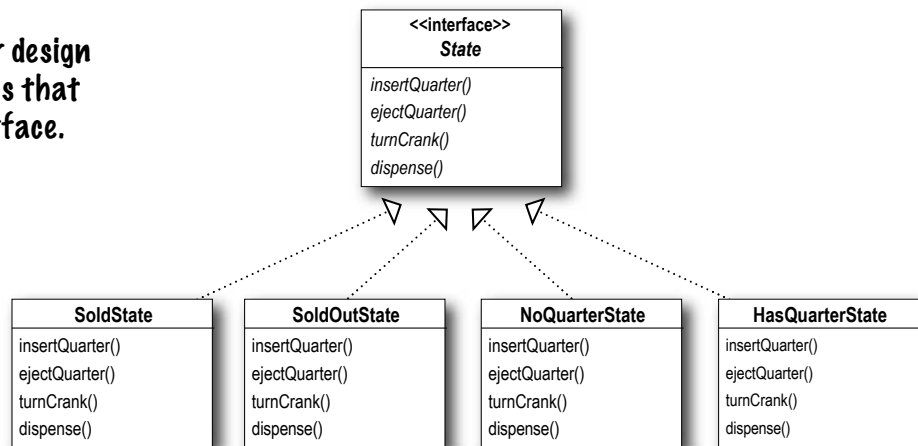 r design
s that
face.
<<interface>>
State
insertQuarter()
ejectQuarter()
turnCrank()
dispense()
SoldState
insertQuarter()
ejectQuarter()
turnCrank()
dispense()
SoldOutState
insertQuarter()
ejectQuarter()
turnCrank()
dispense()
NoQuarterState
insertQuarter()
ejectQuarter()
turnCrank()
dispense()
HasQuarterState
insertQuarter()
ejectQuarter()
turnCrank()
dispense()